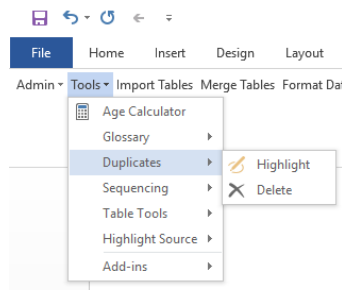 File Home Insert Design Layout
Admin Tools Import Tables Merge Tables Format Da
Age Calculator
Glossary
Duplicates
Highlight
Delete
Sequencing
Table Tools
Highlight Source
Add-ins